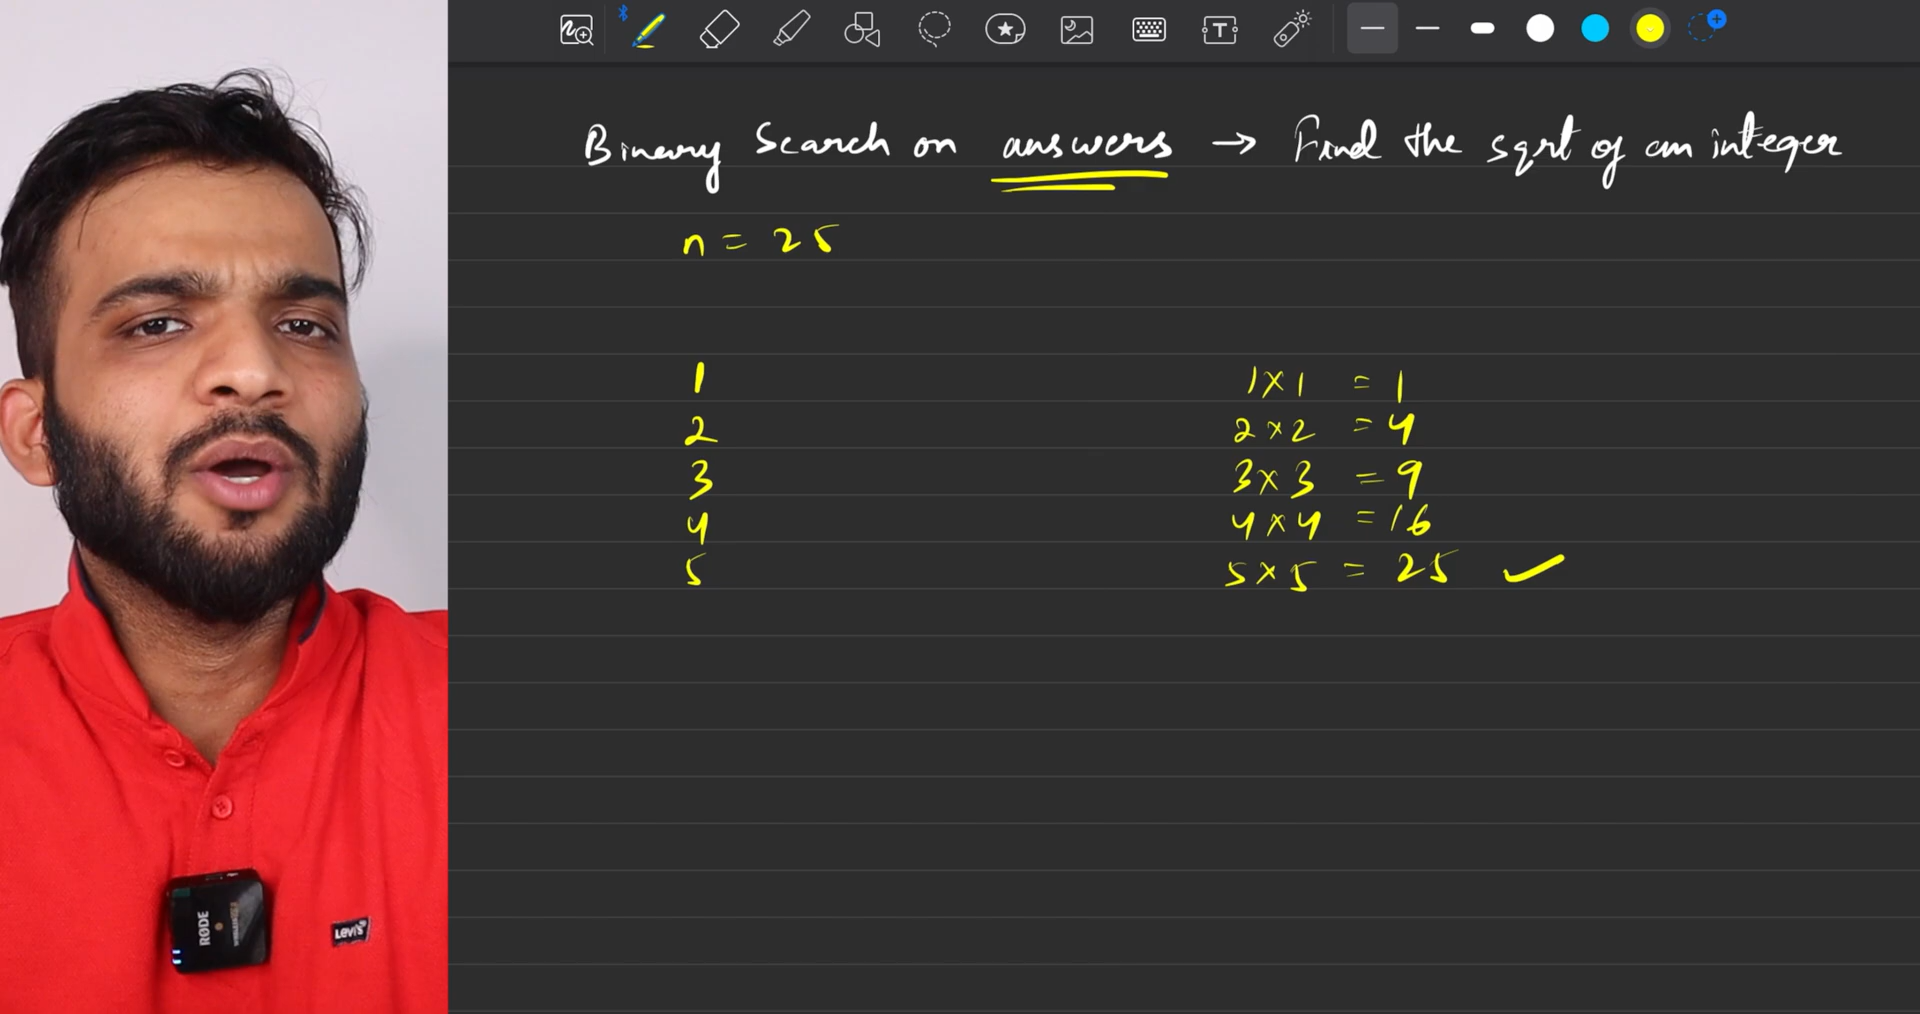 Binary Search on answers → Find the sqrt of an integer
n = 25
1 1 × 1 = 1
2 2 × 2 = 4
3 3 × 3 = 9
4 4 × 4 = 16
5 5 × 5 = 25 ✓
T
RØDE
Levi's